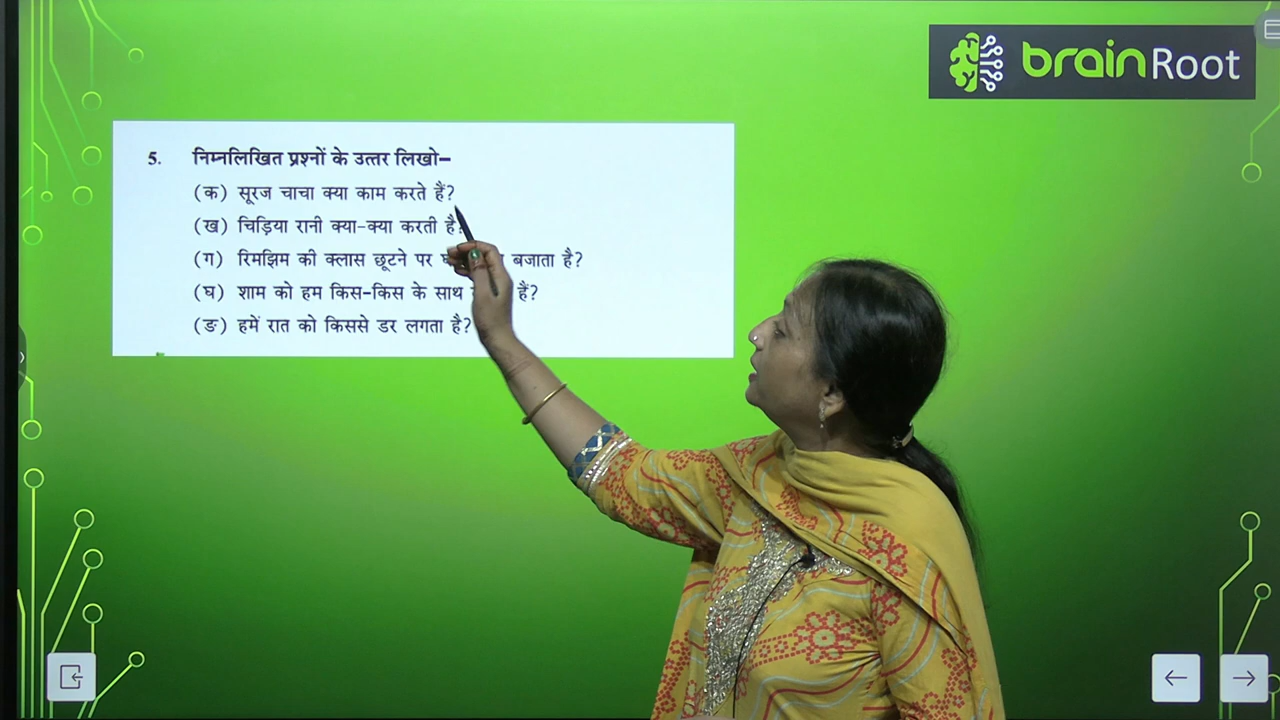 brainRoot
5. निम्नलिखित प्रश्नों के उत्तर लिखो–
(क) सूरज चाचा क्या काम करते हैं?
(ख) चिड़िया रानी क्या-क्या करती है?
(ग) रिमझिम की क्लास छूटने पर बजाता है?
(घ) शाम को हम किस-किस के साथ हैं?
(ङ) हमें रात को किससे डर लगता है?